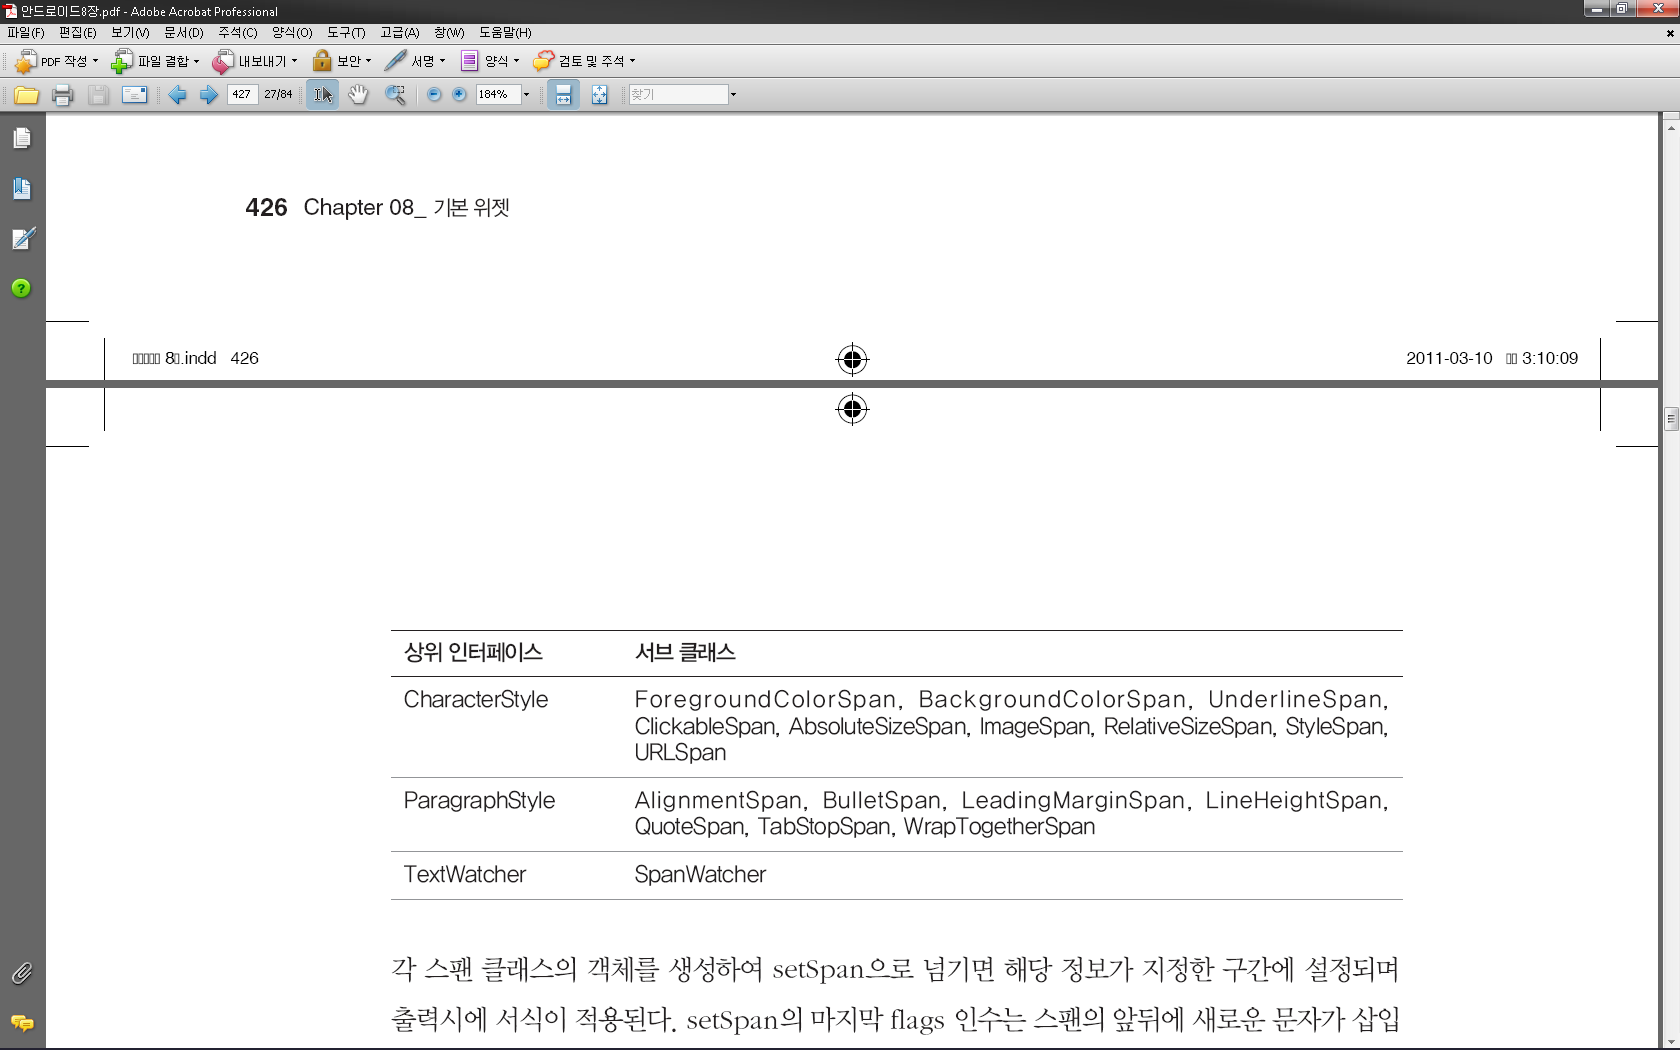 안드로이드8장.pdf - Adobe Acrobat Professional
파일(F) 편집(E) 보기(V) 문서(D) 주석(C) 양식(O) 도구(T) 고급(A) 창(W) 도움말(H)
PDF 작성 파일 결합 내보내기 보안 서명 양식 검토 및 주석
427 27/84 184% 찾기
426 Chapter 08_ 기본 위젯
8 .indd 426
2011-03-10 3:10:09
상위 인터페이스 서브 클래스
CharacterStyle ForegroundColorSpan, BackgroundColorSpan, UnderlineSpan,
ClickableSpan, AbsoluteSizeSpan, ImageSpan, RelativeSizeSpan, StyleSpan,
URLSpan
ParagraphStyle AlignmentSpan, BulletSpan, LeadingMarginSpan, LineHeightSpan,
QuoteSpan, TabStopSpan, WrapTogetherSpan
TextWatcher SpanWatcher
각 스팬 클래스의 객체를 생성하여 setSpan으로 넘기면 해당 정보가 지정한 구간에 설정되며
출력시에 서식이 적용된다. setSpan의 마지막 flags 인수는 스팬의 앞뒤에 새로운 문자가 삽입